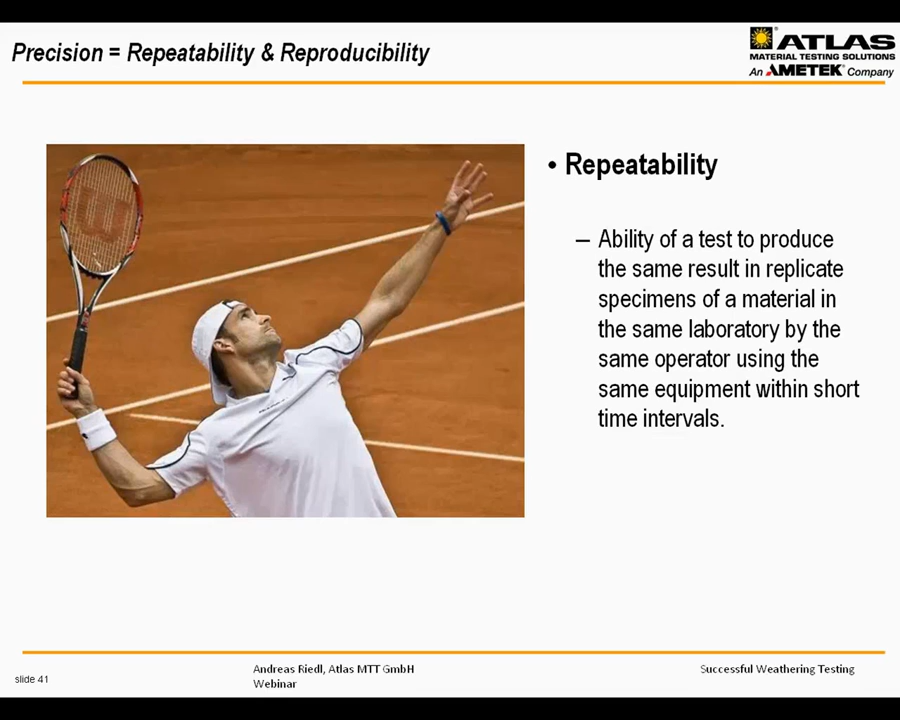 Precision = Repeatability & Reproducibility
ATLAS
MATERIAL TESTING SOLUTIONS
An AMETEK® Company
• Repeatability
– Ability of a test to produce
the same result in replicate
specimens of a material in
the same laboratory by the
same operator using the
same equipment within short
time intervals.
slide 41
Andreas Riedl, Atlas MTT GmbH
Webinar
Successful Weathering Testing